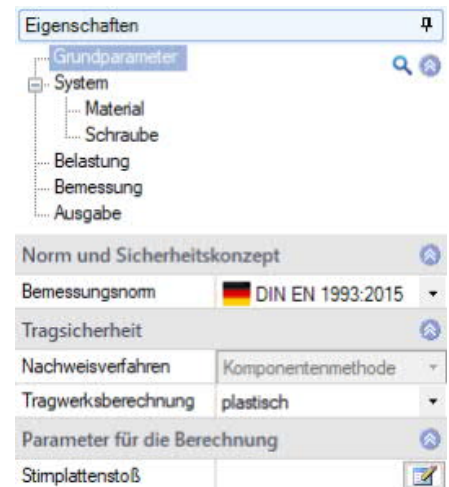 Eigenschaften
Grundparameter
System
Material
Schraube
Belastung
Bemessung
Ausgabe
Norm und Sicherheitskonzept
Bemessungsnorm DIN EN 1993:2015
Tragsicherheit
Nachweisverfahren Komponentenmethode
Tragwerksberechnung plastisch
Parameter für die Berechnung
Stirnplattenstoß